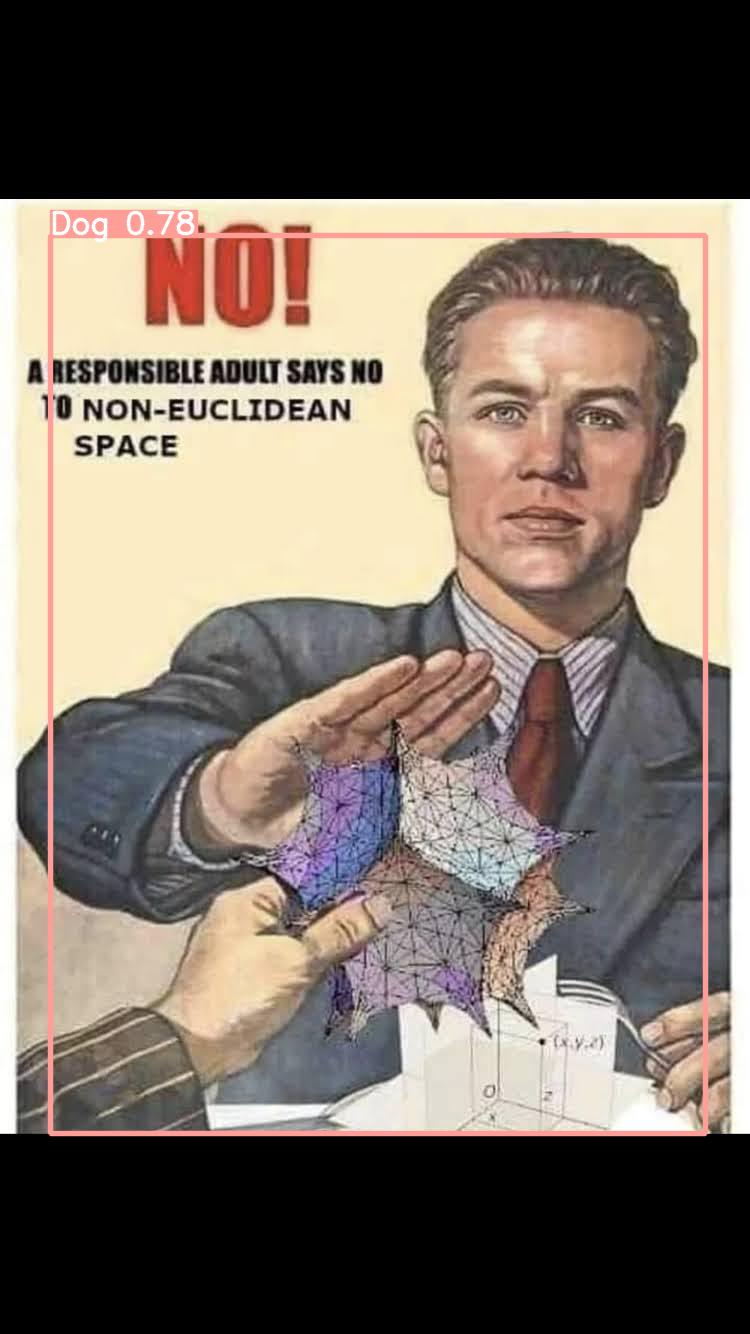 Dog 0.78
NO!
A RESPONSIBLE ADULT SAYS NO
TO NON-EUCLIDEAN
SPACE
(x,y,z)
O
z
x